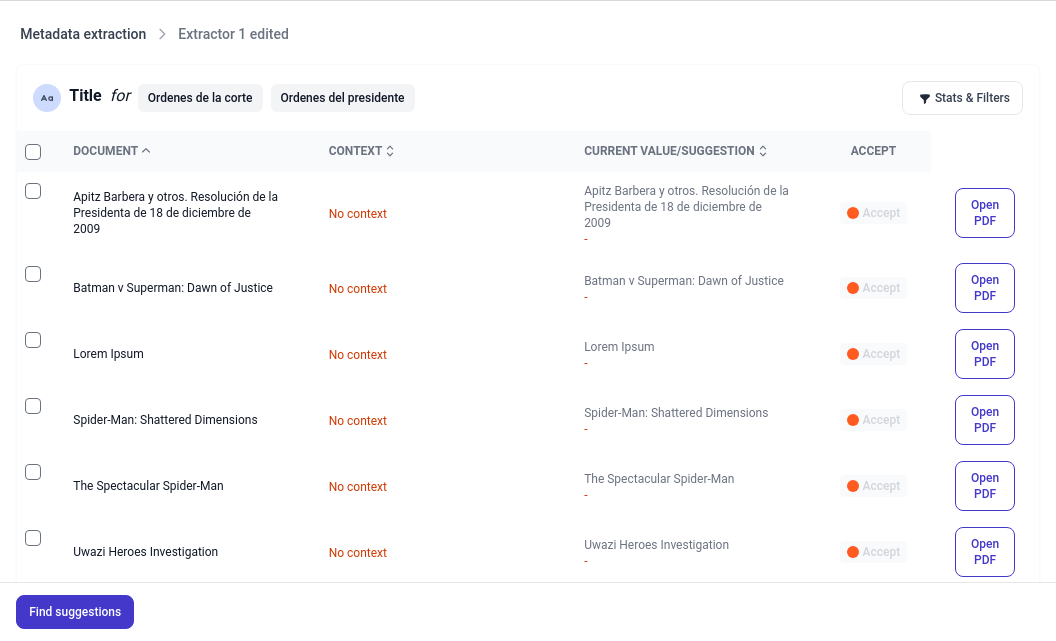 Metadata extraction > Extractor 1 edited
Aa Title for Ordenes de la corte Ordenes del presidente Stats & Filters
DOCUMENT CONTEXT CURRENT VALUE/SUGGESTION ACCEPT
Apitz Barbera y otros. Resolución de la
Presidenta de 18 de diciembre de
2009
No context
Apitz Barbera y otros. Resolución de la
Presidenta de 18 de diciembre de
2009
-
Accept
Open
PDF
Batman v Superman: Dawn of Justice
No context
Batman v Superman: Dawn of Justice
-
Accept
Open
PDF
Lorem Ipsum
No context
Lorem Ipsum
-
Accept
Open
PDF
Spider-Man: Shattered Dimensions
No context
Spider-Man: Shattered Dimensions
-
Accept
Open
PDF
The Spectacular Spider-Man
No context
The Spectacular Spider-Man
-
Accept
Open
PDF
Uwazi Heroes Investigation
No context
Uwazi Heroes Investigation
-
Accept
Open
PDF
Find suggestions